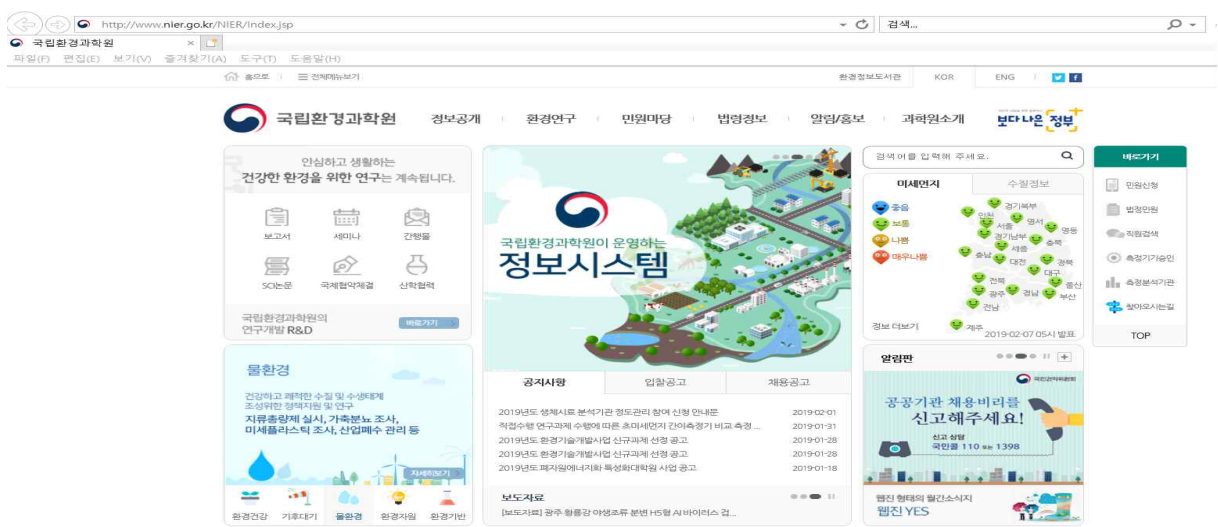 http://www.nier.go.kr/NIER/index.jsp
검색...
국립환경과학원
파일(F) 편집(E) 보기(V) 즐겨찾기(A) 도구(T) 도움말(H)
홈으로 전체메뉴보기
환경정보도서관 KOR ENG
국립환경과학원
정보공개 환경연구 민원마당 법령정보 알림/홍보 과학원소개
보다나은 정부
안심하고 생활하는
건강한 환경을 위한 연구는 계속됩니다.
보고서 세미나 간행물
SCI논문 국제협약체결 산학협력
국립환경과학원의
연구개발 R&D
바로가기
물환경
건강하고 쾌적한 수질 및 수생태계
조성위한 정책지원 및 연구
지류총량제 실시, 가축분뇨 조사,
미세플라스틱 조사, 산업폐수 관리 등
자세히보기
환경건강 기후대기 물환경 환경자원 환경기반
국립환경과학원이 운영하는
정보시스템
공지사항 입찰공고 채용공고
2019년도 생체시료 분석기관 정도관리 참여 신청 안내문 2019-02-01
직접수행 연구과제 수행에 따른 초미세먼지 간이측정기 비교 측정 ... 2019-01-31
2019년도 환경기술개발사업 신규과제 선정 공고 2019-01-28
2019년도 환경기술개발사업 신규과제 선정 공고 2019-01-28
2019년도 폐자원에너지화 특성화대학원 사업 공고 2019-01-18
보도자료
[보도자료] 광주 황룡강 야생조류 분변 H5형 AI 바이러스 검...
검색어를 입력해 주세요.
미세먼지 수질정보
좋음
보통
나쁨
매우나쁨
경기북부
인천 서울 영서 영동
경기남부 충북
세종
충남 대전 경북
대구
전북 울산
광주 경남 부산
전남
제주
정보 더보기
2019-02-07 05시 발표
알림판
국민권익위원회
공공기관 채용비리를
신고해주세요!
신고 상담
국민콜 110 또는 1398
웹진 형태의 월간소식지
웹진 YES
바로가기
민원신청
법정민원
직원검색
측정기기승인
측정분석기관
찾아오시는길
TOP